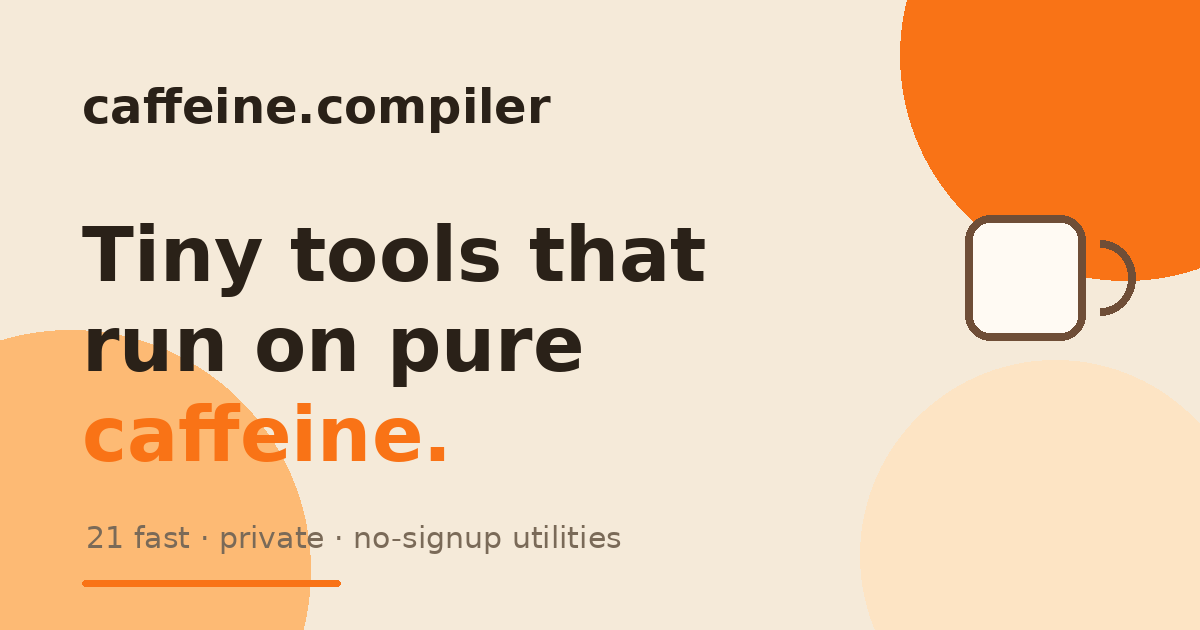 caffeine.compiler
Tiny tools that
run on pure
caffeine.
21 fast · private · no-signup utilities